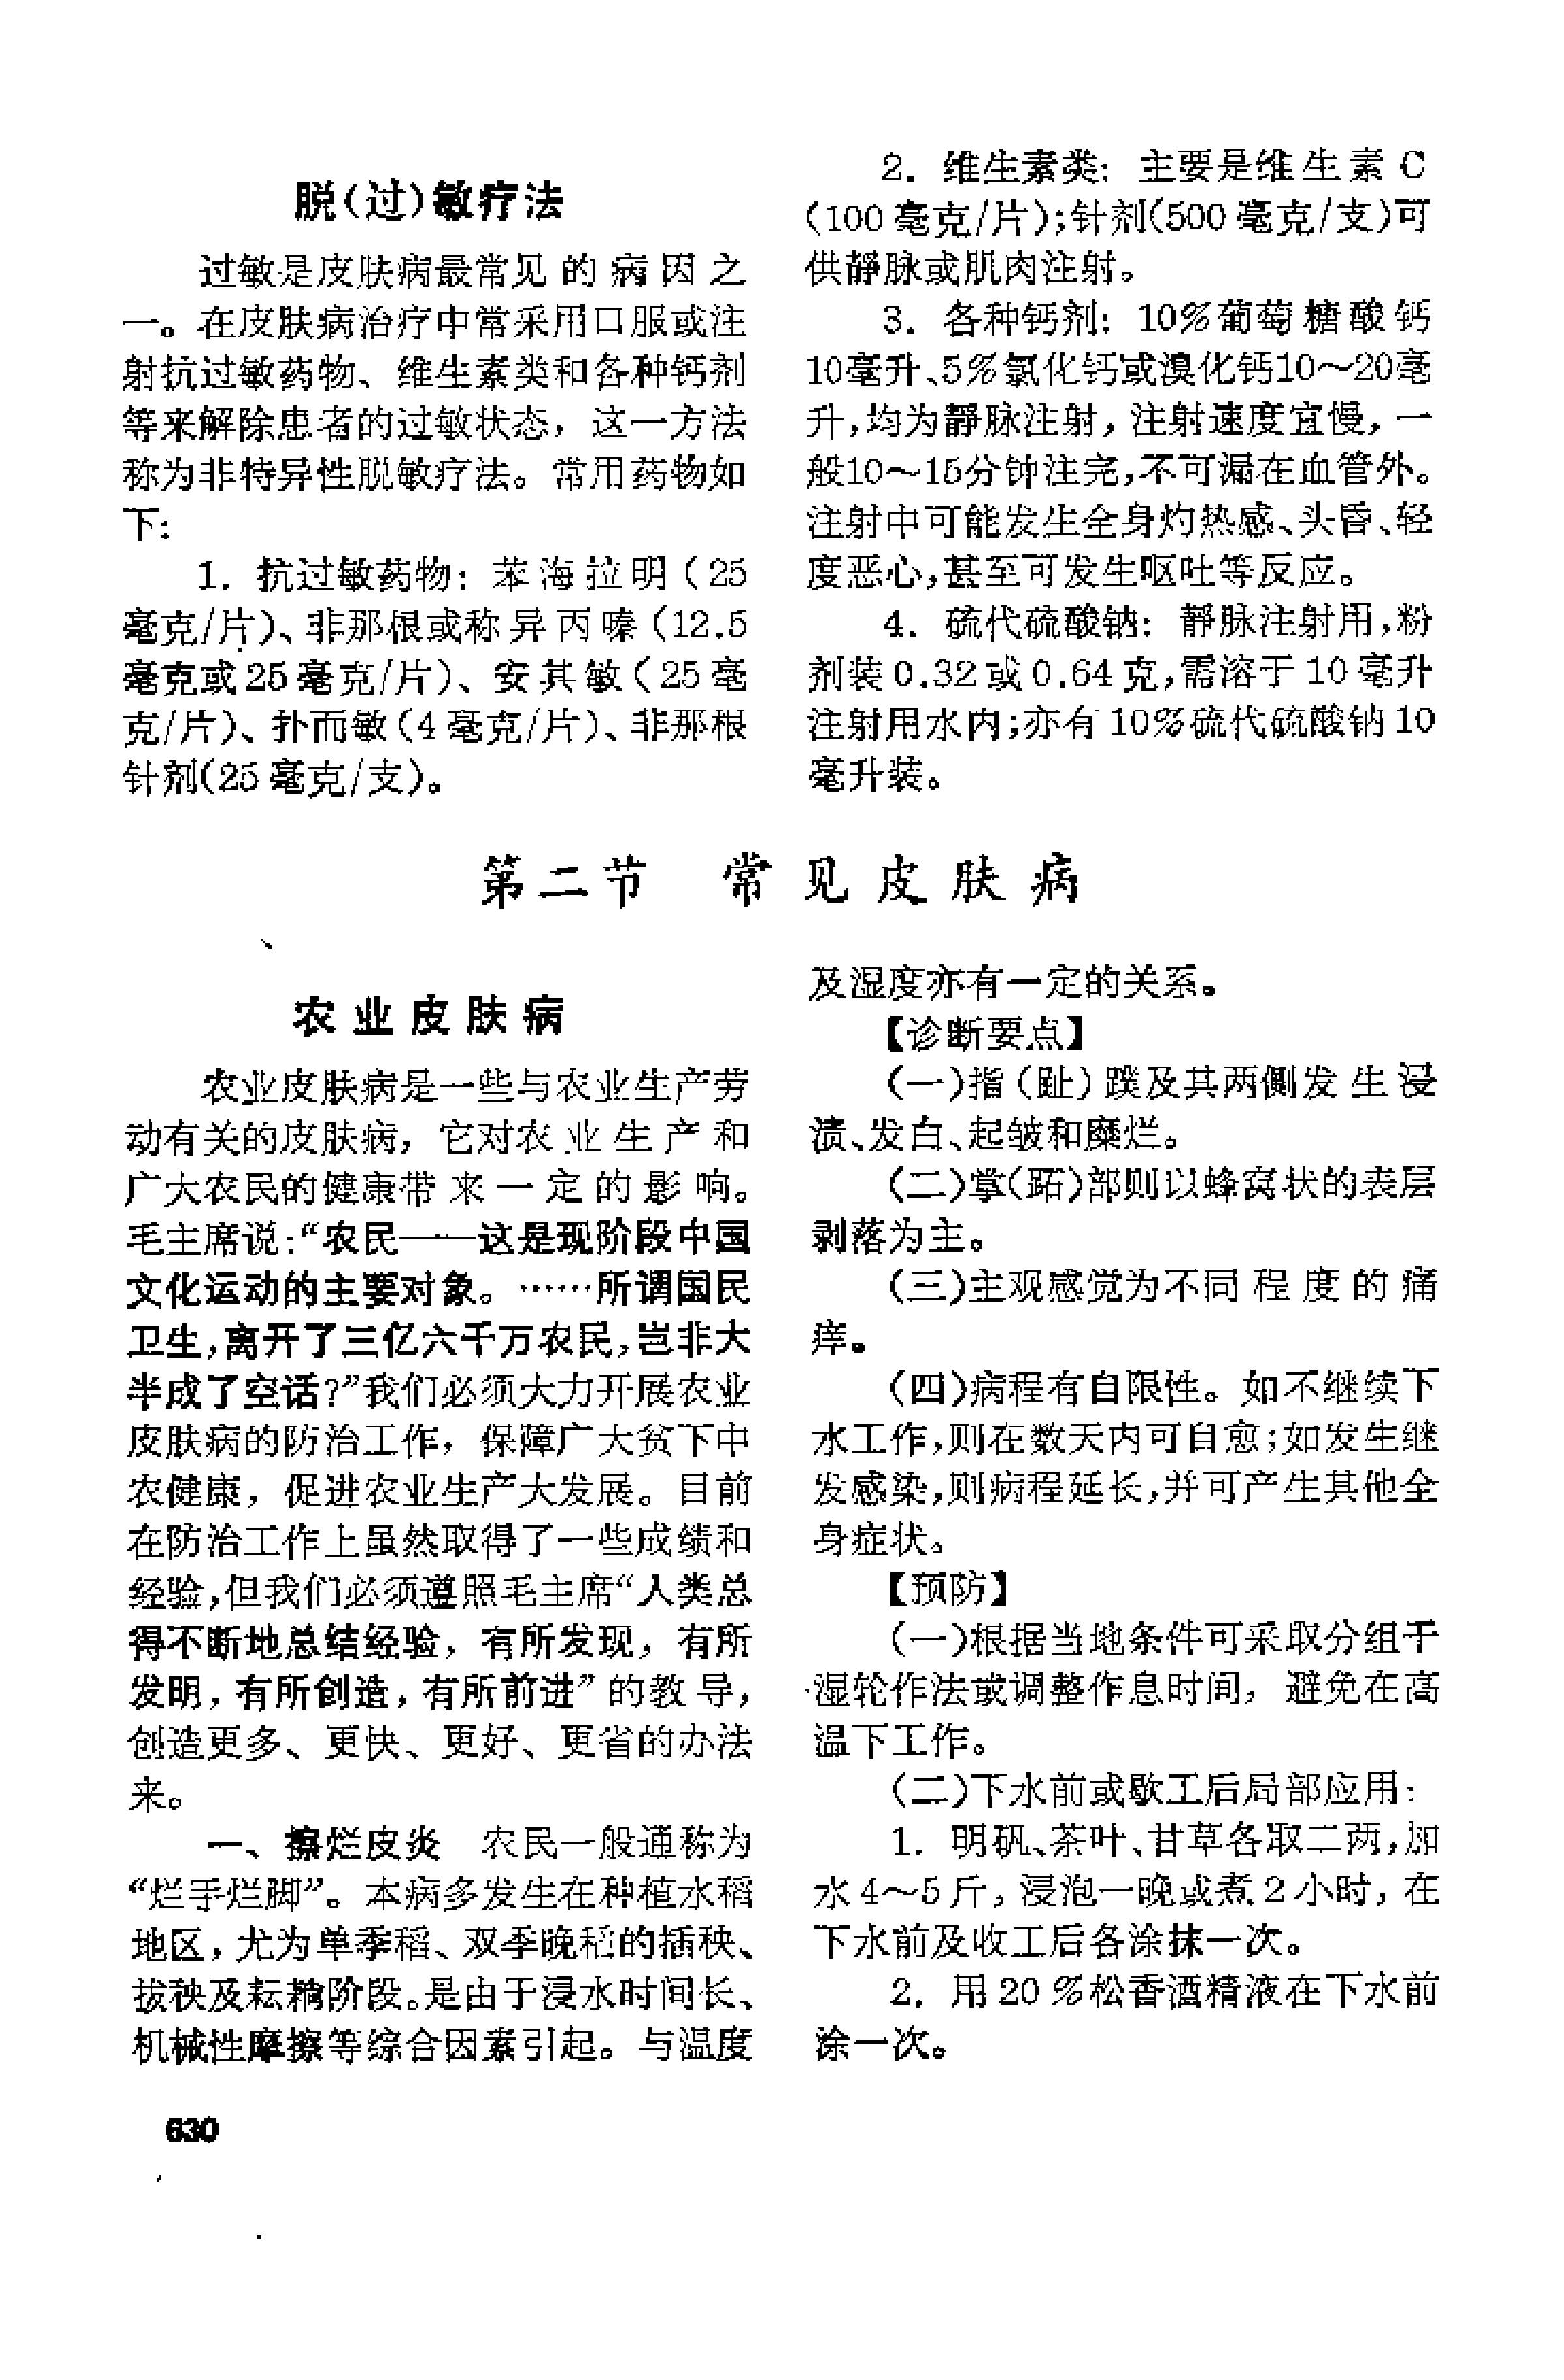 脱(过)敏疗法
过敏是皮肤病最常见的病因之
一。在皮肤病治疗中常采用口服或注
射抗过敏药物、维生素类和各种钙剂
等来解除患者的过敏状态，这一方法
称为非特异性脱敏疗法。常用药物如
下：
1. 抗过敏药物：苯海拉明（25
毫克/片）、非那根或称异丙嗪（12.5
毫克或25毫克/片）、安其敏（25毫
克/片）、扑而敏（4毫克/片）、非那根
针剂(25毫克/支)。
2. 维生素类：主要是维生素C
(100毫克/片)；针剂(500毫克/支)可
供静脉或肌肉注射。
3. 各种钙剂：10%葡萄糖酸钙
10毫升、5%氯化钙或溴化钙10～20毫
升，均为静脉注射，注射速度宜慢，一
般10～15分钟注完，不可漏在血管外。
注射中可能发生全身灼热感、头昏、轻
度恶心，甚至可发生呕吐等反应。
4. 硫代硫酸钠：静脉注射用，粉
剂装0.32或0.64克，需溶于10毫升
注射用水内；亦有10%硫代硫酸钠10
毫升装。
第二节 常见皮肤病
农业皮肤病
农业皮肤病是一些与农业生产劳
动有关的皮肤病，它对农业生产和
广大农民的健康带来一定的影响。
毛主席说：“农民——这是现阶段中国
文化运动的主要对象。……所谓国民
卫生，离开了三亿六千万农民，岂非大
半成了空话？”我们必须大力开展农业
皮肤病的防治工作，保障广大贫下中
农健康，促进农业生产大发展。目前
在防治工作上虽然取得了一些成绩和
经验，但我们必须遵照毛主席“人类总
得不断地总结经验，有所发现，有所
发明，有所创造，有所前进”的教导，
创造更多、更快、更好、更省的办法
来。
一、擦烂皮炎 农民一般通称为
“烂手烂脚”。本病多发生在种植水稻
地区，尤为单季稻、双季晚稻的插秧、
拔秧及耘耥阶段。是由于浸水时间长、
机械性摩擦等综合因素引起。与温度
及湿度亦有一定的关系。
【诊断要点】
(一)指（趾）蹼及其两侧发生浸
渍、发白、起皱和糜烂。
(二)掌(跖)部则以蜂窝状的表层
剥落为主。
(三)主观感觉为不同程度的痛
痒。
(四)病程有自限性。如不继续下
水工作，则在数天内可自愈；如发生继
发感染，则病程延长，并可产生其他全
身症状。
【预防】
(一)根据当地条件可采取分组干
湿轮作法或调整作息时间，避免在高
温下工作。
(二)下水前或歇工后局部应用：
1. 明矾、茶叶、甘草各取二两，加
水4～5斤，浸泡一晚或煮2小时，在
下水前及收工后各涂抹一次。
2. 用20%松香酒精液在下水前
涂一次。
630